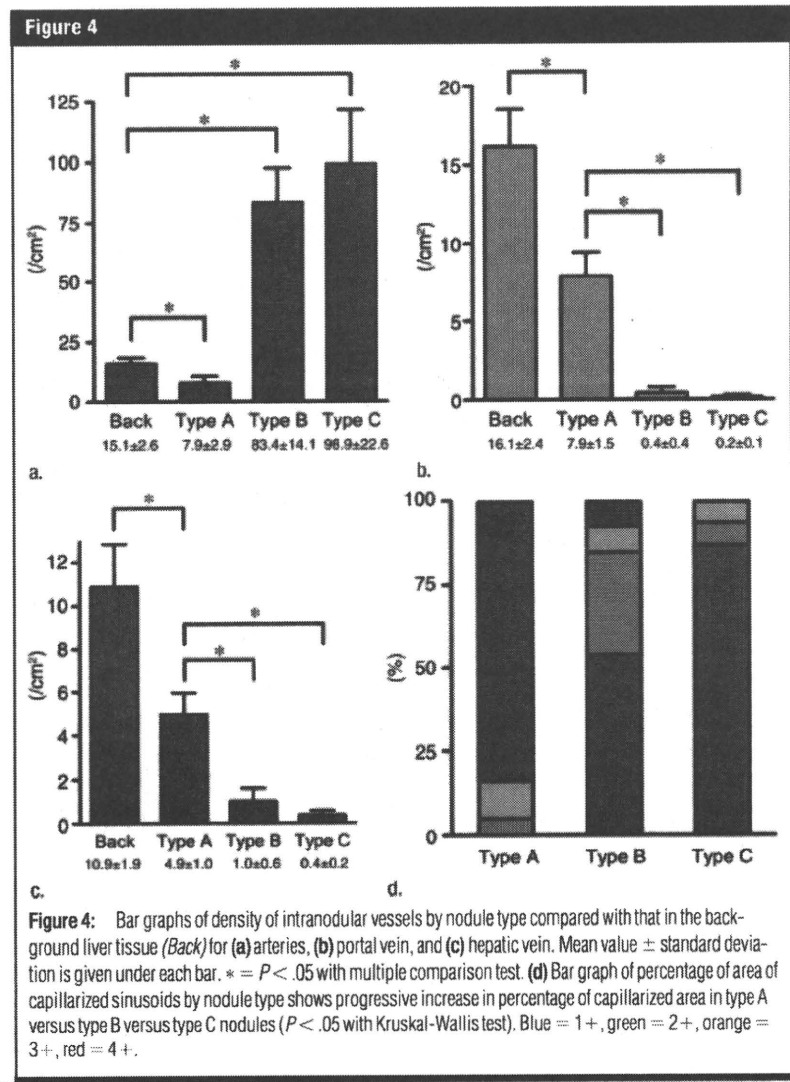 Figure 4
125
100
75
50
25
0
(/cm²)
*
*
*
Back Type A Type B Type C
15.1±2.6 7.9±2.9 83.4±14.1 96.9±22.6
a.
20
15
10
5
0
(/cm²)
*
*
*
Back Type A Type B Type C
16.1±2.4 7.9±1.5 0.4±0.4 0.2±0.1
b.
12
10
8
6
4
2
0
(/cm²)
*
*
*
Back Type A Type B Type C
10.9±1.9 4.9±1.0 1.0±0.6 0.4±0.2
c.
100
75
50
25
0
(%)
Type A Type B Type C
d.
Figure 4: Bar graphs of density of intranodular vessels by nodule type compared with that in the back-
ground liver tissue (Back) for (a) arteries, (b) portal vein, and (c) hepatic vein. Mean value ± standard devia-
tion is given under each bar. * = P < .05 with multiple comparison test. (d) Bar graph of percentage of area of
capillarized sinusoids by nodule type shows progressive increase in percentage of capillarized area in type A
versus type B versus type C nodules (P < .05 with Kruskal-Wallis test). Blue = 1+, green = 2+, orange =
3+, red = 4+.